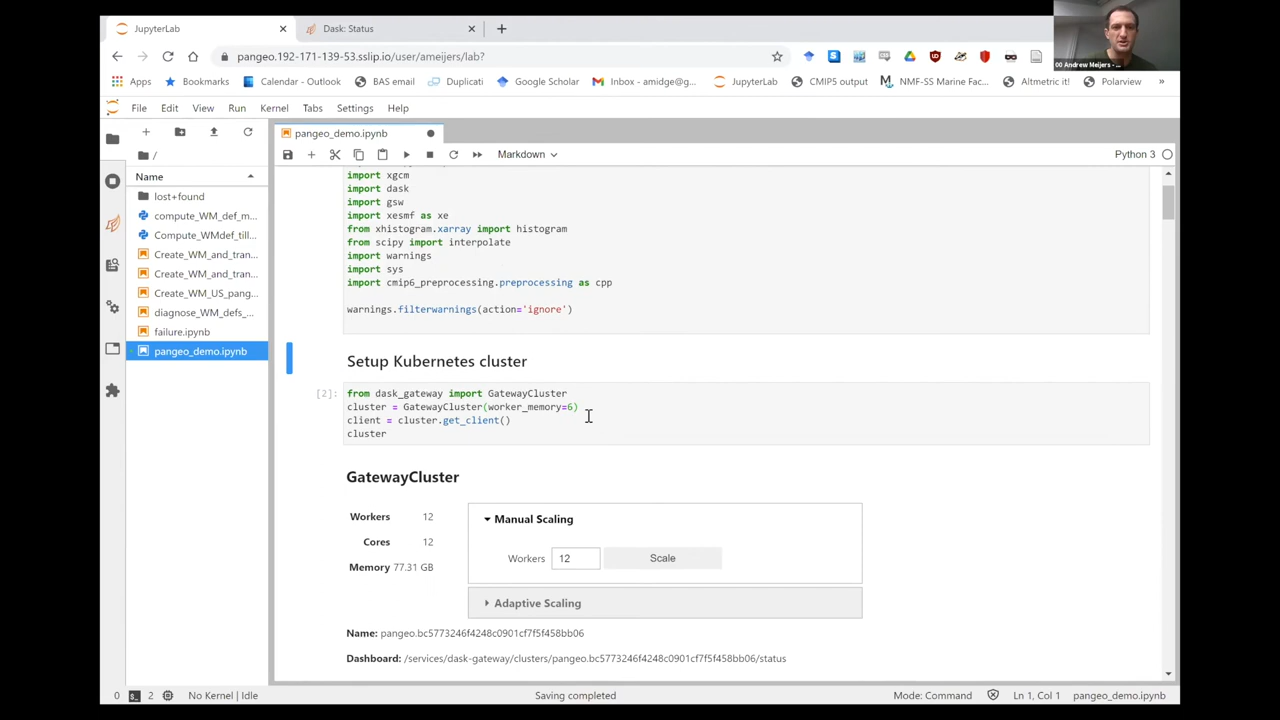 JupyterLab
Dask: Status
pangeo.192-171-139-53.sslip.io/user/ameijers/lab?
00 Andrew Meijers - ...
Apps
Bookmarks
Calendar - Outlook
BAS IT
Duplicati
Google Scholar
Inbox - amidge@g...
JupyterLab
CMIP5 output
NMF-SS Marine Fac...
Altmetric it!
Polarview
»
File Edit View Run Kernel Tabs Settings Help
pangeo_demo.ipynb
/
Markdown
Python 3
Name
lost+found
compute_WM_def_m...
Compute_WMdef_till...
Create_WM_and_tran...
Create_WM_and_tran...
Create_WM_US_pang...
diagnose_WM_defs_...
failure.ipynb
pangeo_demo.ipynb
import xgcm
import dask
import gsw
import xesmf as xe
from xhistogram.xarray import histogram
from scipy import interpolate
import warnings
import sys
import cmip6_preprocessing.preprocessing as cpp
warnings.filterwarnings(action='ignore')
Setup Kubernetes cluster
[2]:
from dask_gateway import GatewayCluster
cluster = GatewayCluster(worker_memory=6)
client = cluster.get_client()
cluster
GatewayCluster
Workers 12
Cores 12
Memory 77.31 GB
Manual Scaling
Workers 12 Scale
Adaptive Scaling
Name: pangeo.bc5773246f4248c0901cf7f5f458bb06
Dashboard: /services/dask-gateway/clusters/pangeo.bc5773246f4248c0901cf7f5f458bb06/status
0 2 No Kernel | Idle
Saving completed
Mode: Command
Ln 1, Col 1
pangeo_demo.ipynb